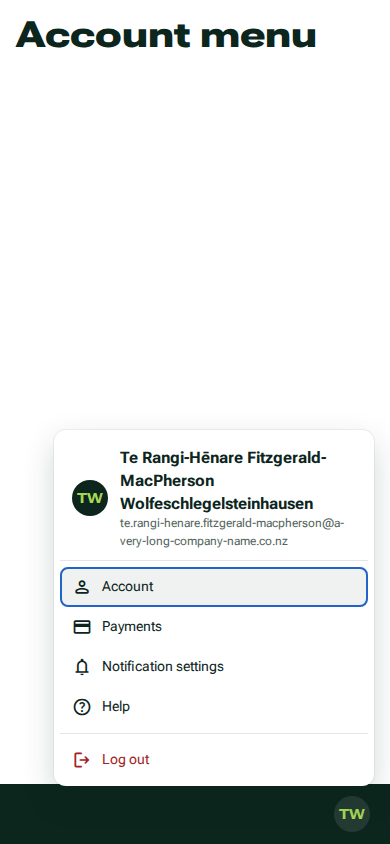 Account menu
Te Rangi-Hēnare Fitzgerald-
MacPherson
Wolfeschlegelsteinhausen
TW
te.rangi-henare.fitzgerald-macpherson@a-
very-long-company-name.co.nz
Account
Payments
Notification settings
Help
Log out
TW